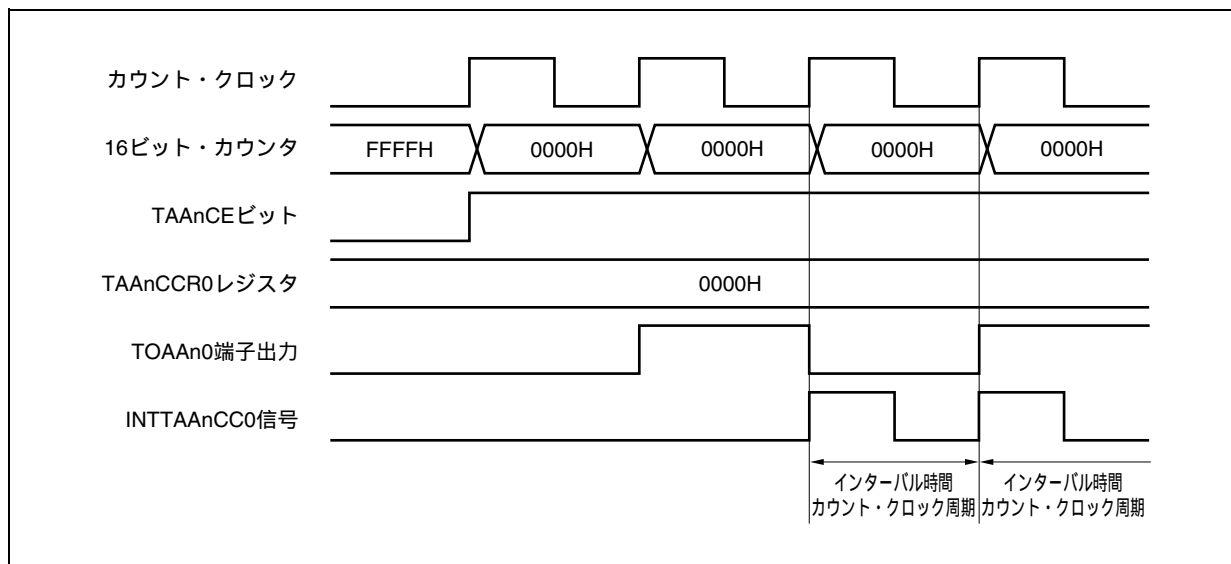 カウント・クロック
16ビット・カウンタ
FFFFH
0000H
0000H
0000H
0000H
TAAnCEビット
TAAnCCR0レジスタ
0000H
TOAAn0端子出力
INTTAAnCC0信号
インターバル時間
カウント・クロック周期
インターバル時間
カウント・クロック周期